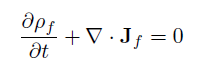 ∂ρ_f/∂t + ∇ · J_f = 0